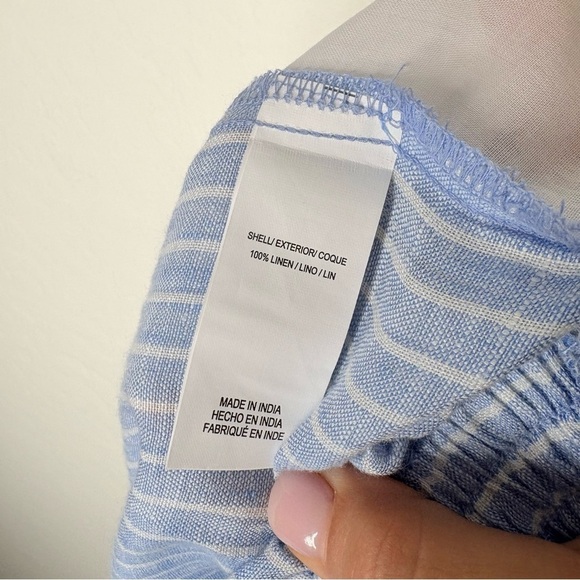 SHELL/ EXTERIOR/ COQUE
100% LINEN / LINO / LIN
MADE IN INDIA
HECHO EN INDIA
FABRIQUÉ EN INDE